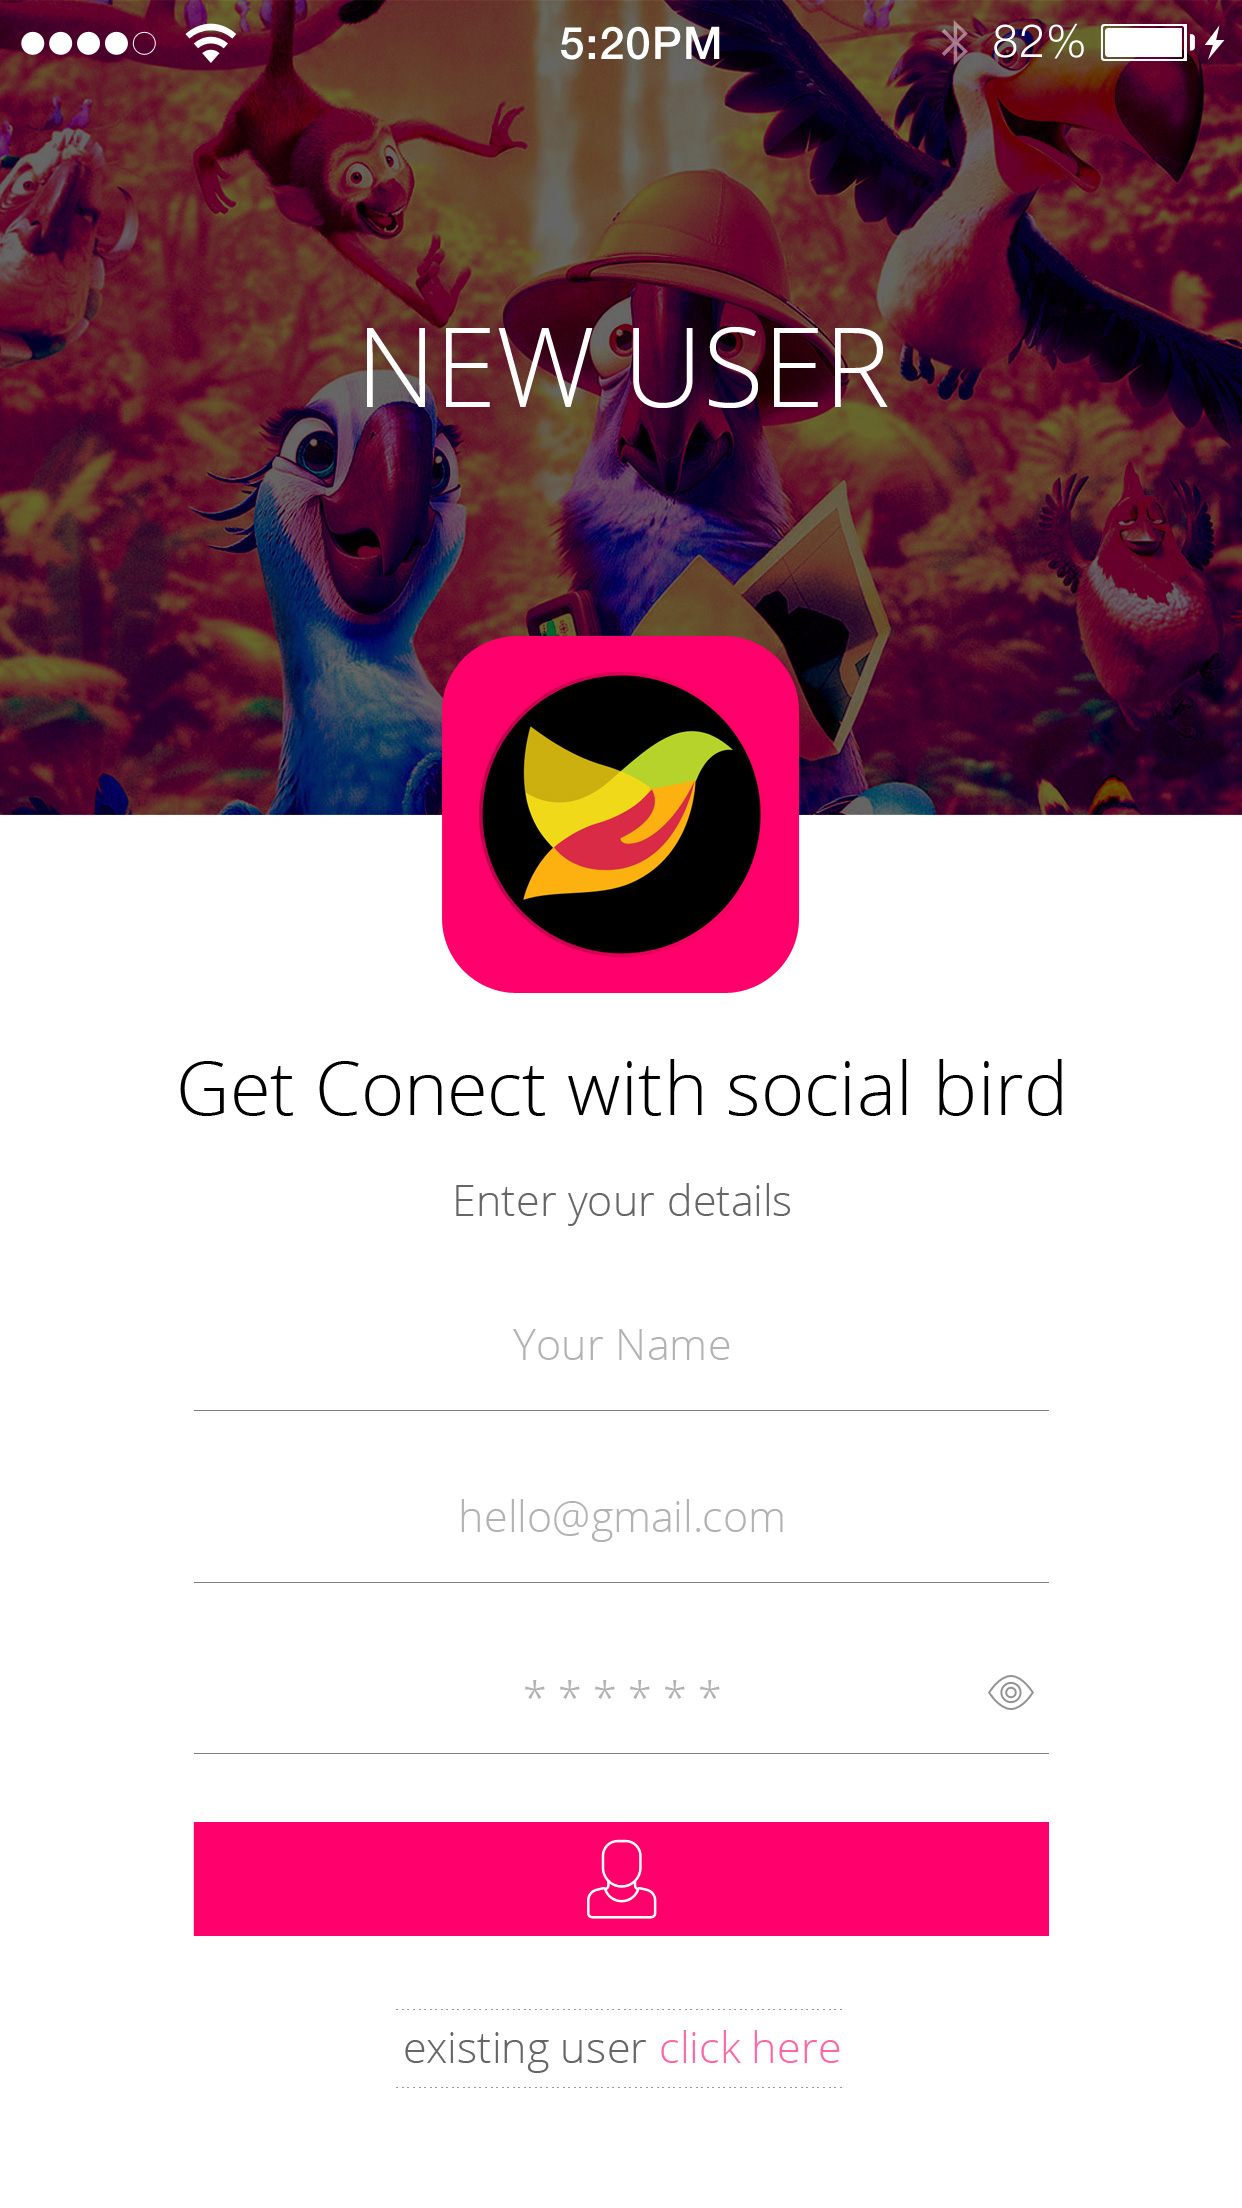 5:20PM 82%
NEW USER
Get Conect with social bird
Enter your details
Your Name
hello@gmail.com
* * * * * *
existing user click here